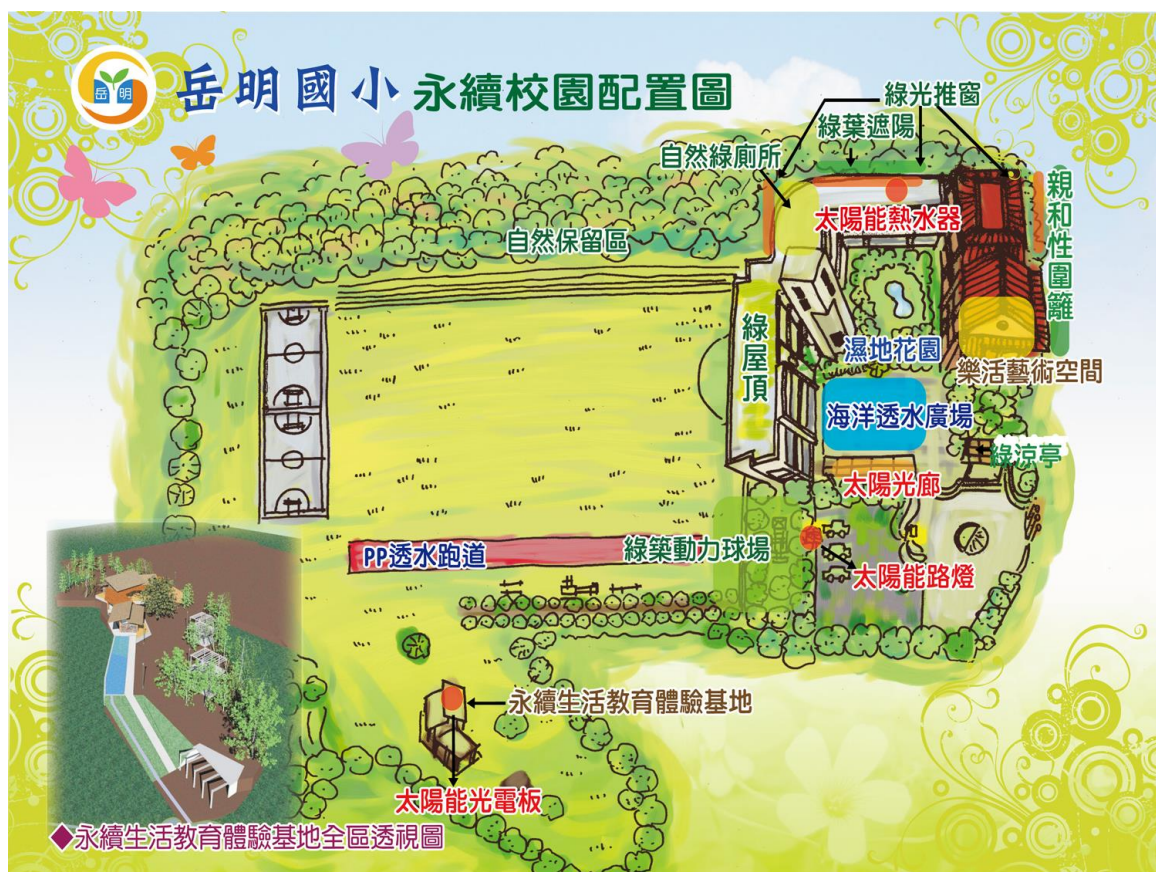 岳明
岳明國小 永續校園配置圖
綠光推窗
綠葉遮陽
自然綠廁所
親和性圍籬
太陽能熱水器
自然保留區
綠屋頂
濕地花園
樂活藝術空間
海洋透水廣場
綠涼亭
太陽光廊
PP透水跑道
綠築動力球場
太陽能路燈
永續生活教育體驗基地
太陽能光電板
◆永續生活教育體驗基地全區透視圖